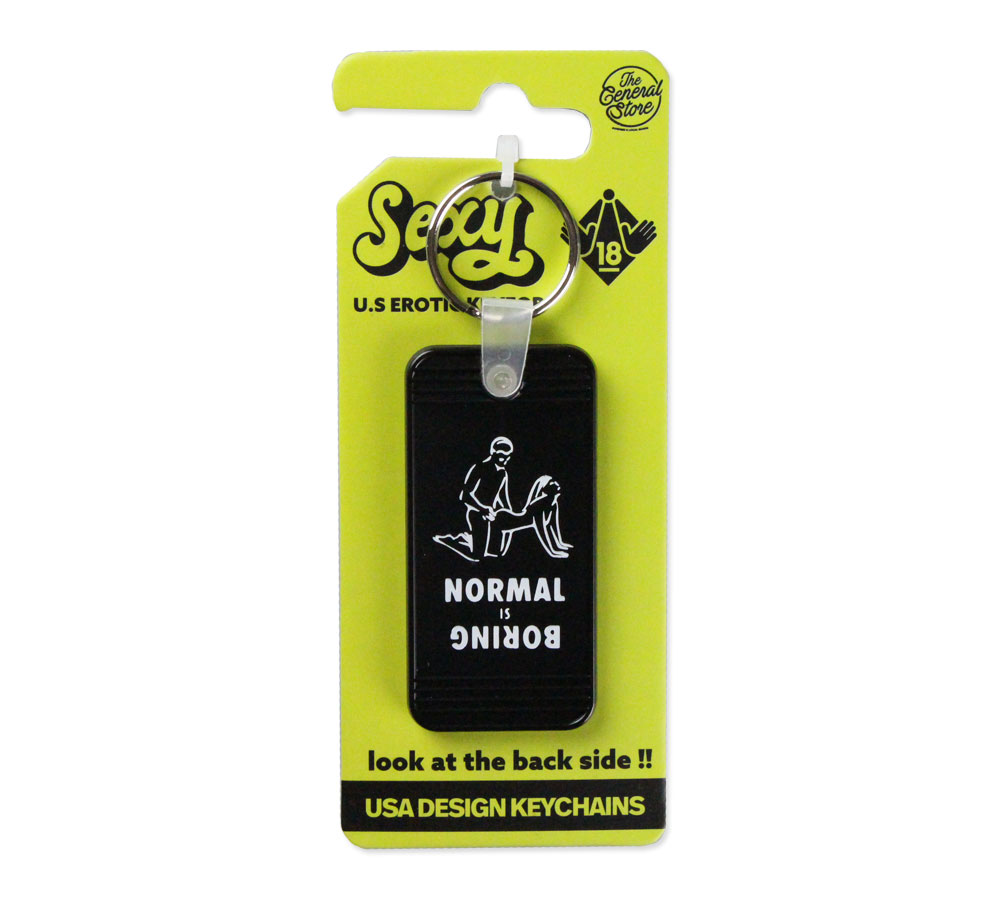 The
General
Store
Sexy
18
U.S EROTIC
NORMAL
IS
BORING
look at the back side !!
USA DESIGN KEYCHAINS